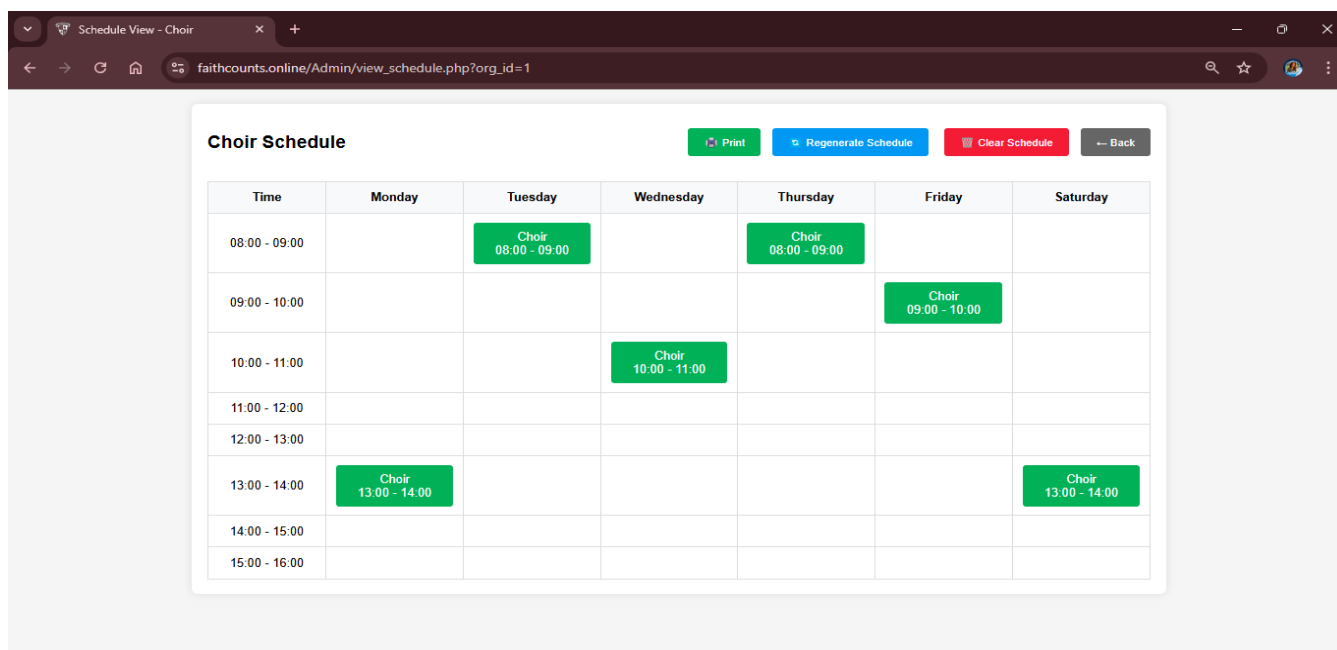 Schedule View - Choir
faithcounts.online/Admin/view_schedule.php?org_id=1
Choir Schedule
Print
Regenerate Schedule
Clear Schedule
← Back
Time Monday Tuesday Wednesday Thursday Friday Saturday
08:00 - 09:00
Choir
08:00 - 09:00
Choir
08:00 - 09:00
09:00 - 10:00
Choir
09:00 - 10:00
10:00 - 11:00
Choir
10:00 - 11:00
11:00 - 12:00
12:00 - 13:00
13:00 - 14:00
Choir
13:00 - 14:00
Choir
13:00 - 14:00
14:00 - 15:00
15:00 - 16:00